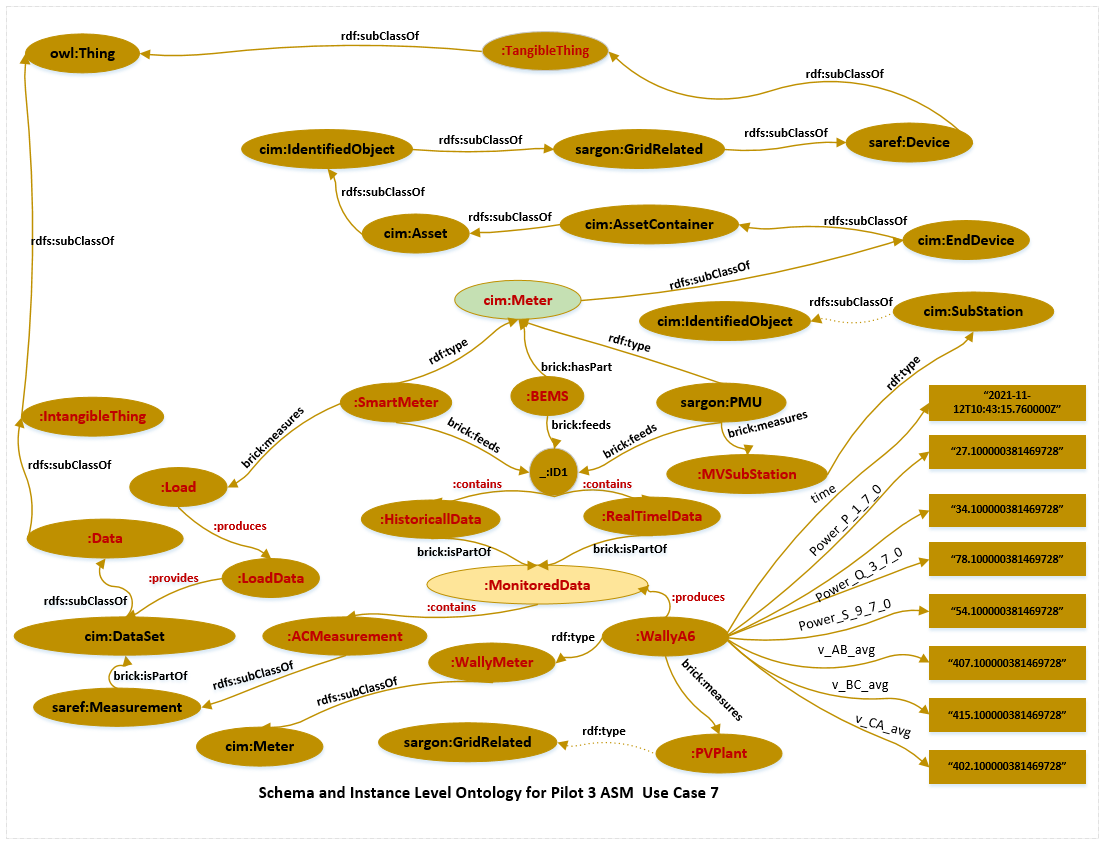 rdf:subClassOf
owl:Thing
:TangibleThing
rdf:subClassOf
cim:IdentifiedObject
rdfs:subClassOf
sargon:GridRelated
rdfs:subClassOf
saref:Device
rdfs:subClassOf
cim:Asset
rdfs:subClassOf
cim:AssetContainer
rdfs:subClassOf
cim:EndDevice
rdfs:subClassOf
rdfs:subClassOf
cim:Meter
rdfs:subClassOf
cim:IdentifiedObject
cim:SubStation
rdf:type
brick:hasPart
rdf:type
rdf:type
:IntangibleThing
:SmartMeter
:BEMS
sargon:PMU
"2021-11-
12T10:43:15.760000Z"
brick:measures
brick:feeds
brick:feeds
brick:feeds
brick:measures
"27.100000381469728"
rdfs:subClassOf
:Load
_:ID1
:MVSubStation
:contains
:contains
time
Power_P_1_7_0
"34.100000381469728"
:produces
:HistoricallData
:RealTimelData
:Data
brick:isPartOf
brick:isPartOf
"78.100000381469728"
:provides
:LoadData
:MonitoredData
Power_Q_3_7_0
rdfs:subClassOf
:contains
:produces
Power_S_9_7_0
"54.100000381469728"
cim:DataSet
:ACMeasurement
rdf:type
:WallyA6
v_AB_avg
"407.100000381469728"
:WallyMeter
brick:isPartOf
rdfs:subClassOf
rdfs:subClassOf
brick:measures
v_BC_avg
saref:Measurement
"415.100000381469728"
v_CA_avg
cim:Meter
sargon:GridRelated
rdf:type
:PVPlant
"402.100000381469728"
Schema and Instance Level Ontology for Pilot 3 ASM  Use Case 7